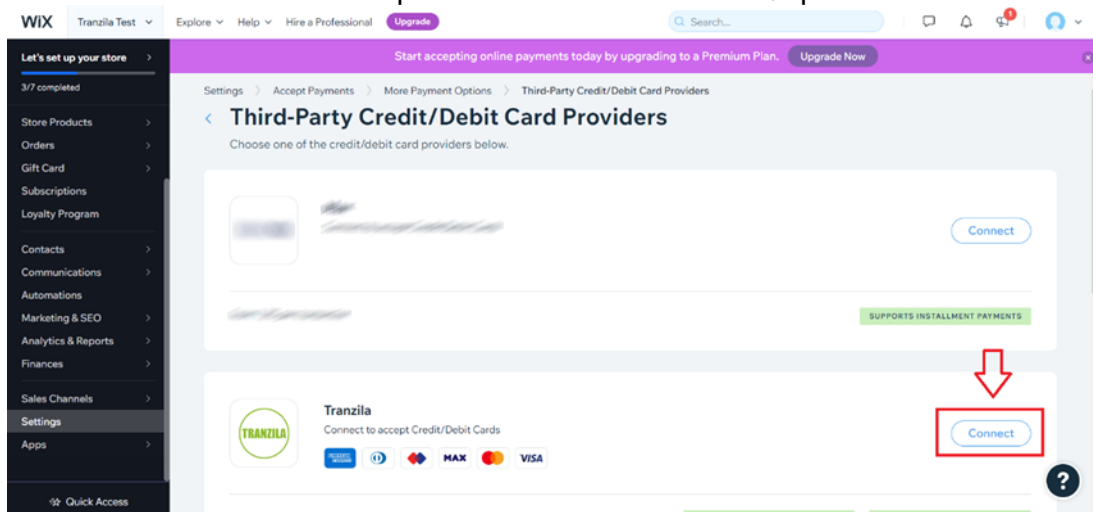 WiX Tranzila Test Explore Help Hire a Professional Upgrade Search... 1
Let's set up your store
3/7 completed
Store Products
Orders
Gift Card
Subscriptions
Loyalty Program
Contacts
Communications
Automations
Marketing & SEO
Analytics & Reports
Finances
Sales Channels
Settings
Apps
Quick Access
Start accepting online payments today by upgrading to a Premium Plan. Upgrade Now
Settings > Accept Payments > More Payment Options > Third-Party Credit/Debit Card Providers
Third-Party Credit/Debit Card Providers
Choose one of the credit/debit card providers below.
Connect
SUPPORTS INSTALLMENT PAYMENTS
TRANZILA
Tranzila
Connect to accept Credit/Debit Cards
MAX VISA
Connect
?